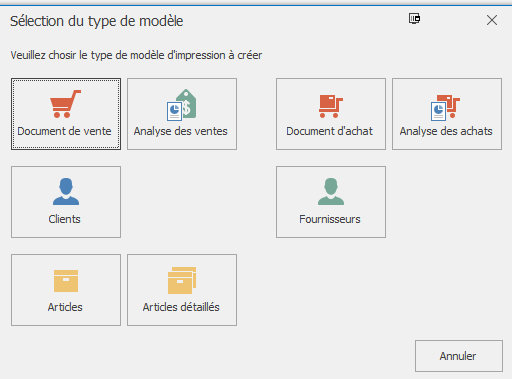 Sélection du type de modèle
Veuillez chosir le type de modèle d'impression à créer
Document de vente
Analyse des ventes
Document d'achat
Analyse des achats
Clients
Fournisseurs
Articles
Articles détaillés
Annuler